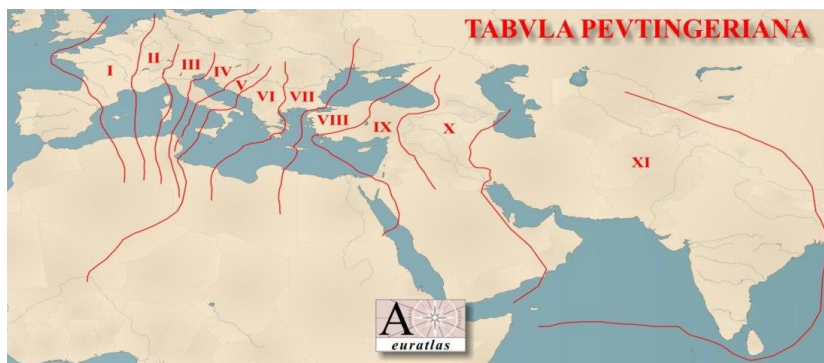 TABVLA PEVTINGERIANA
I
II
III
IV
V
VI
VII
VIII
IX
X
XI
A
euratlas